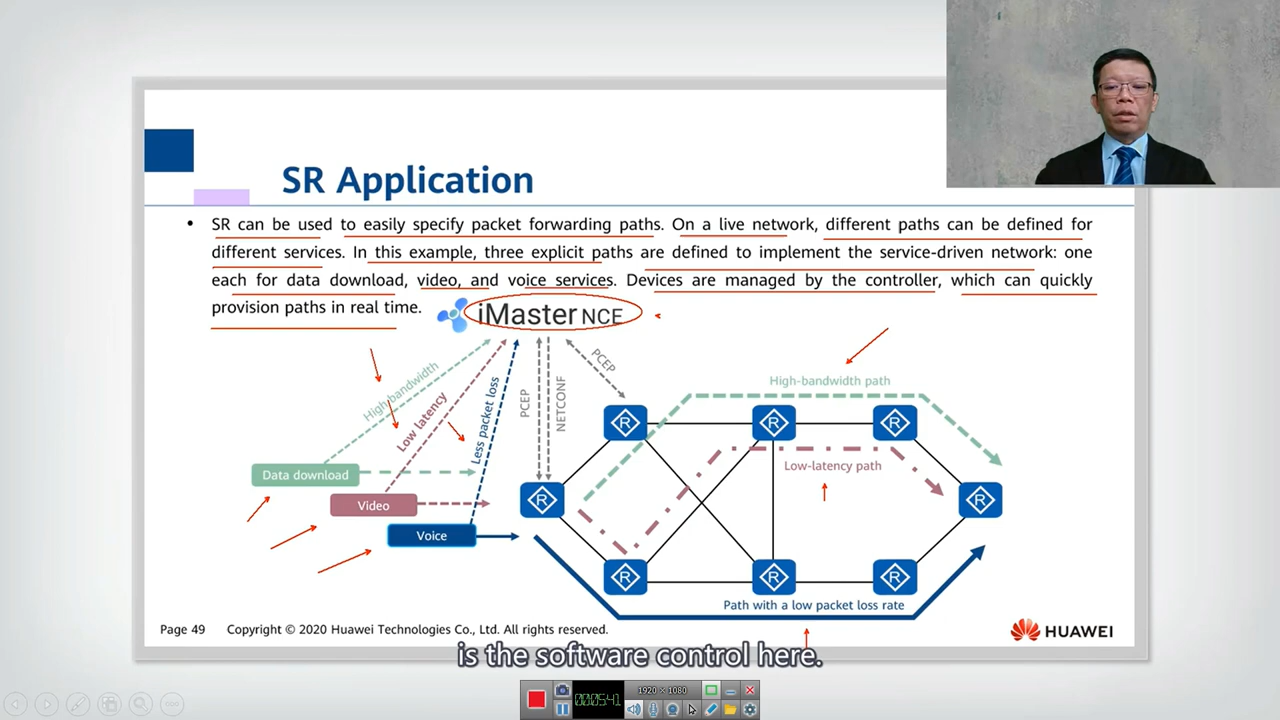 SR Application
• SR can be used to easily specify packet forwarding paths. On a live network, different paths can be defined for
different services. In this example, three explicit paths are defined to implement the service-driven network: one
each for data download, video, and voice services. Devices are managed by the controller, which can quickly
provision paths in real time.
iMaster NCE
High-bandwidth
Low latency
Less packet loss
PCEP
NETCONF
PCEP
High-bandwidth path
Low-latency path
Data download
Video
Voice
R
R
R
R
R
R
R
R
Path with a low packet loss rate
Page 49
Copyright © 2020 Huawei Technologies Co., Ltd. All rights reserved.
HUAWEI
is the software control here.
00:05:41
1920 × 1080